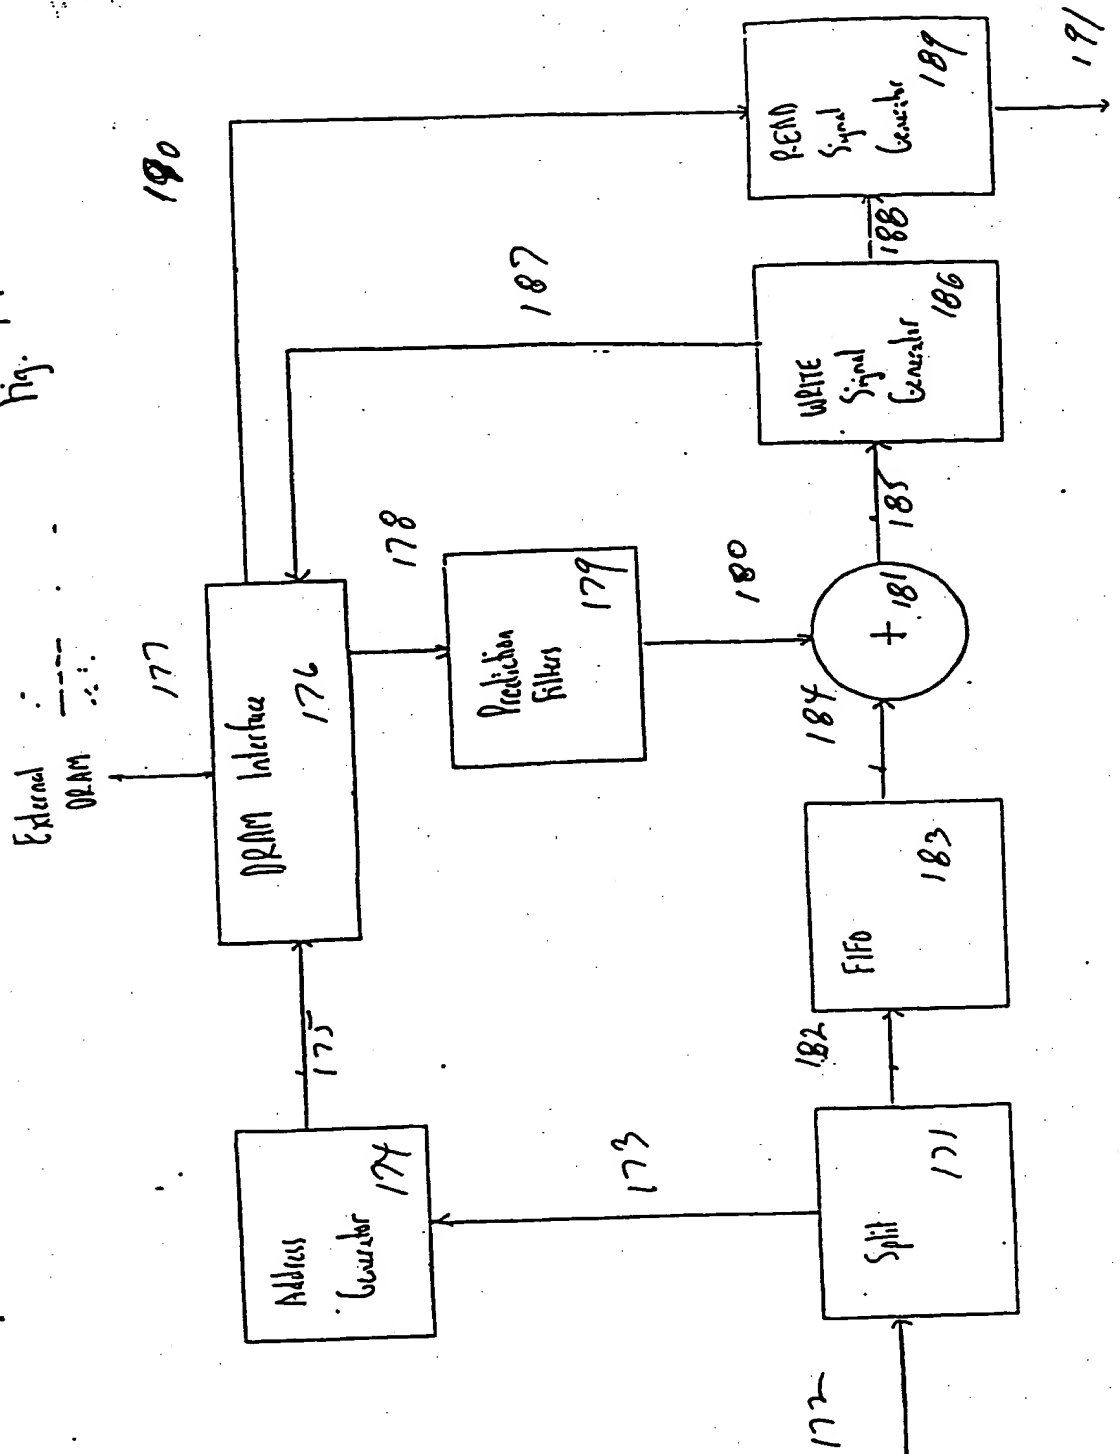 Fig.
External
DRAM
177
190
Address
Generator
174
175
DRAM Interface
176
178
187
173
Prediction
Filters
179
180
172
Split
171
182
FIFO
183
184
+
181
185
WRITE
Signal
Generator
186
188
READ
Signal
Generator
189
191